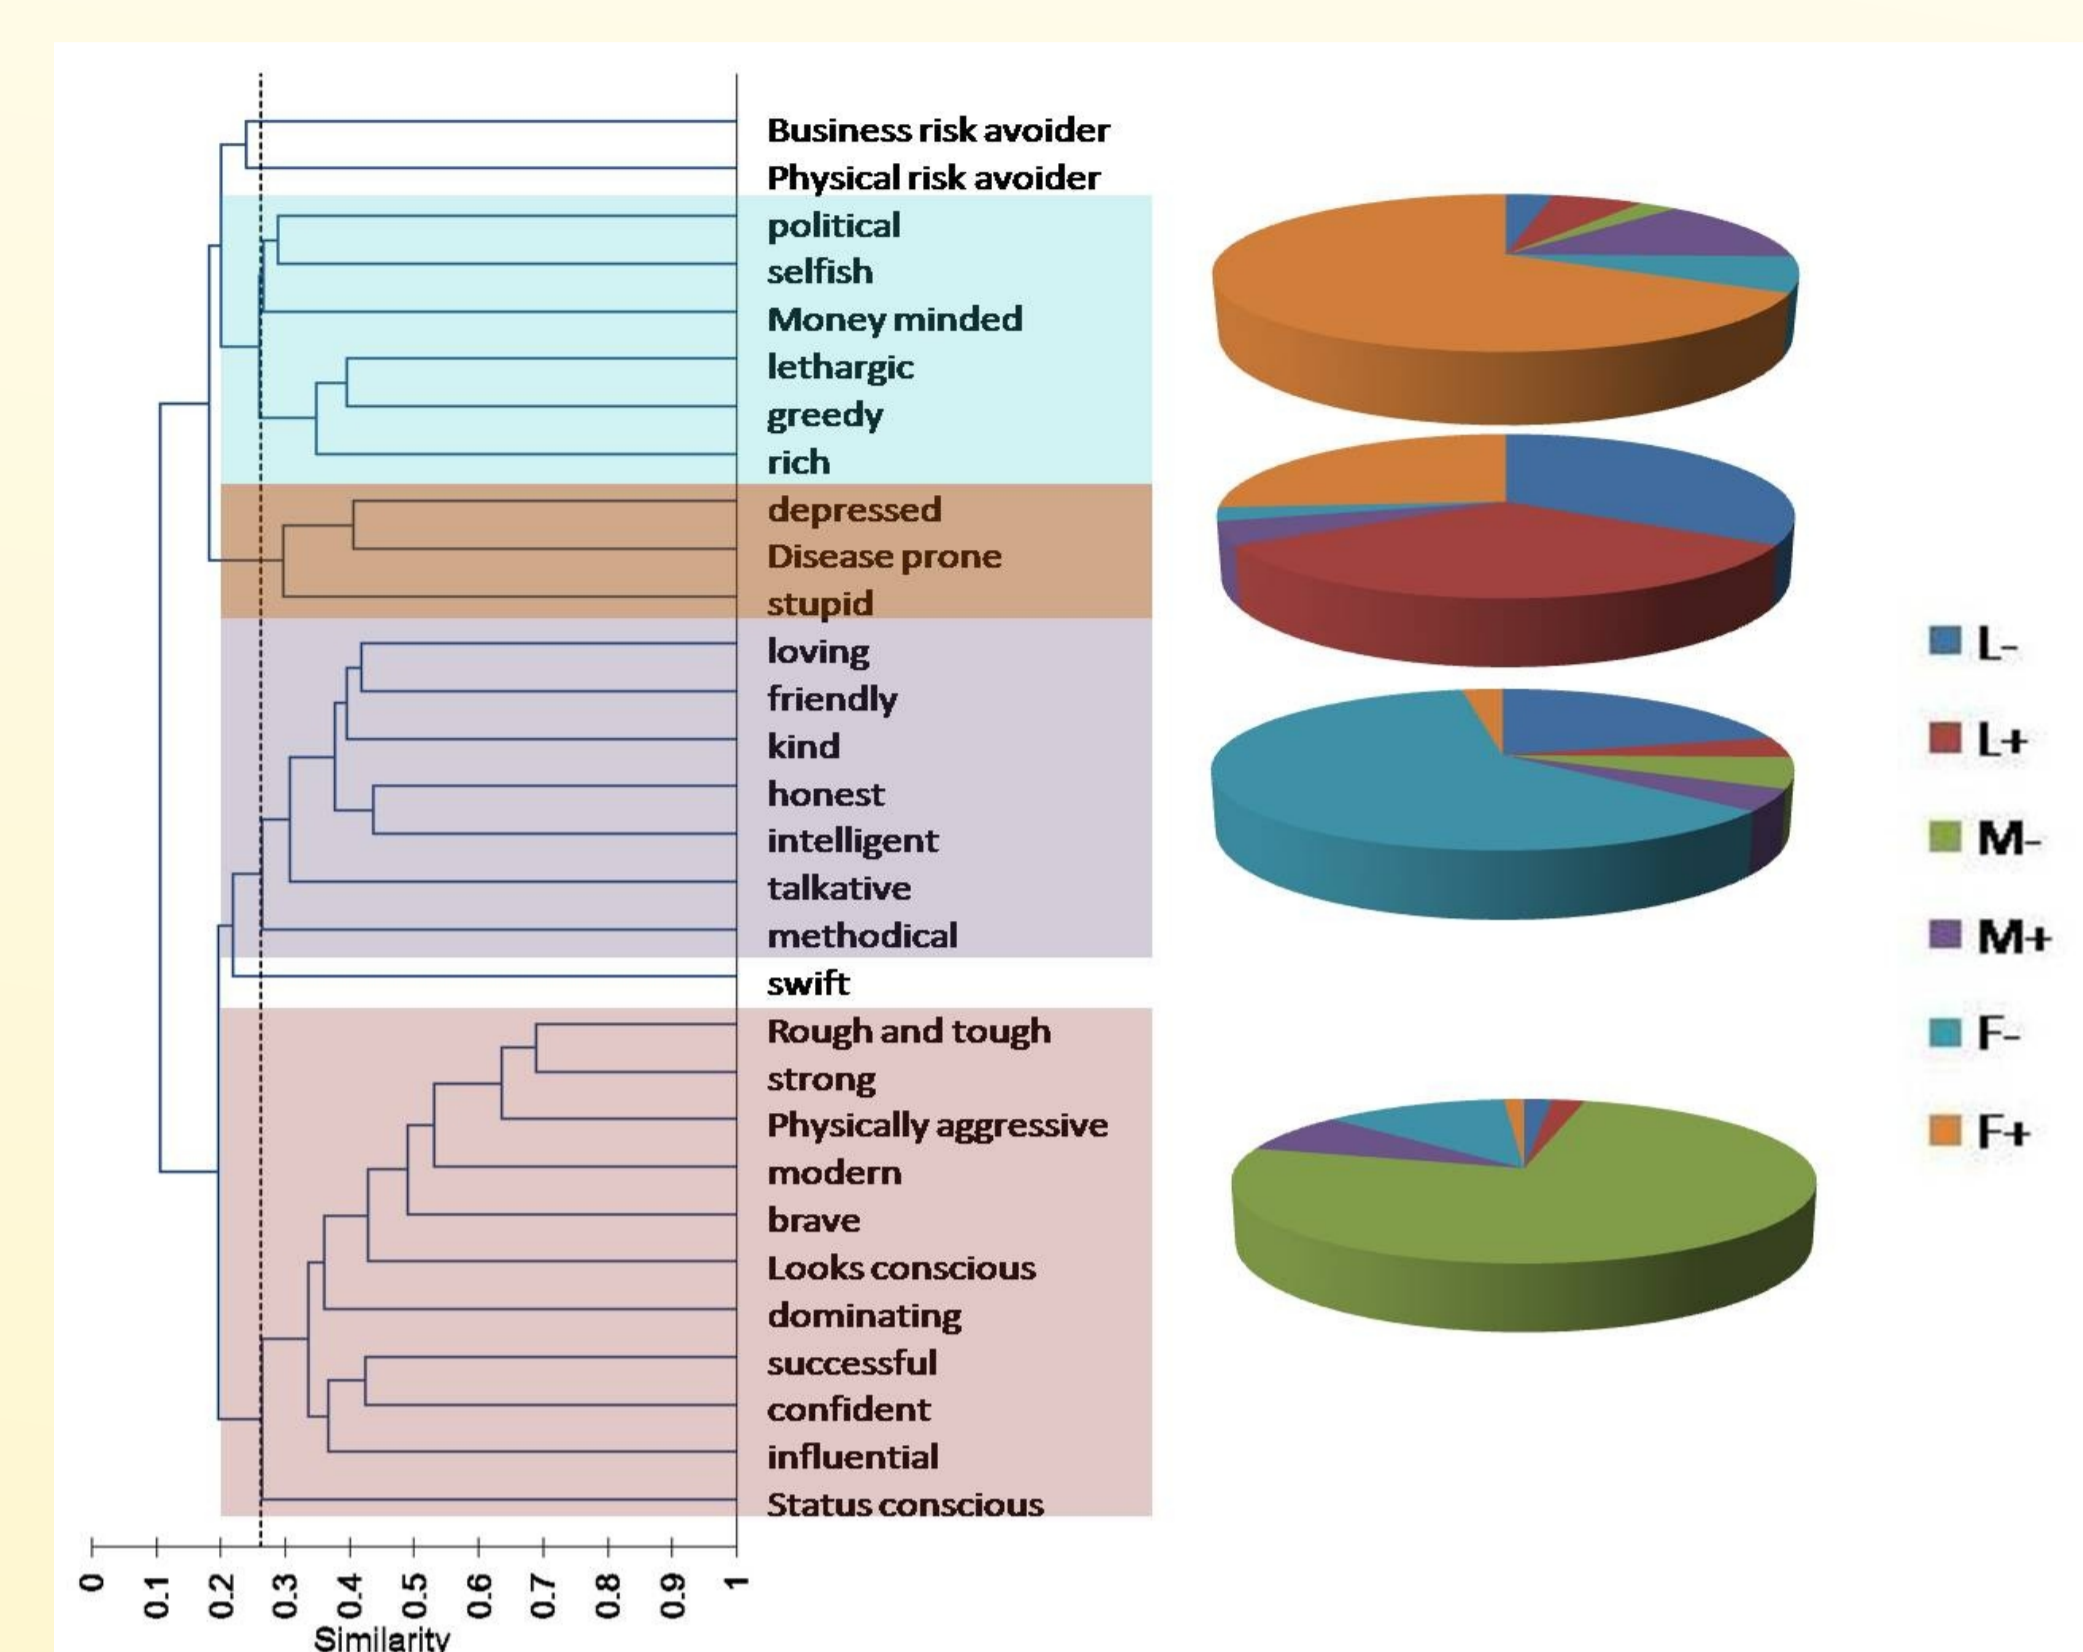 Business risk avoider
Physical risk avoider
political
selfish
Money minded
lethargic
greedy
rich
depressed
Disease prone
stupid
loving
friendly
kind
honest
intelligent
talkative
methodical
swift
Rough and tough
strong
Physically aggressive
modern
brave
Looks conscious
dominating
successful
confident
influential
Status conscious
0 0.1 0.2 0.3 0.4 0.5 0.6 0.7 0.8 0.9 1
Similarity
L-
L+
M-
M+
F-
F+